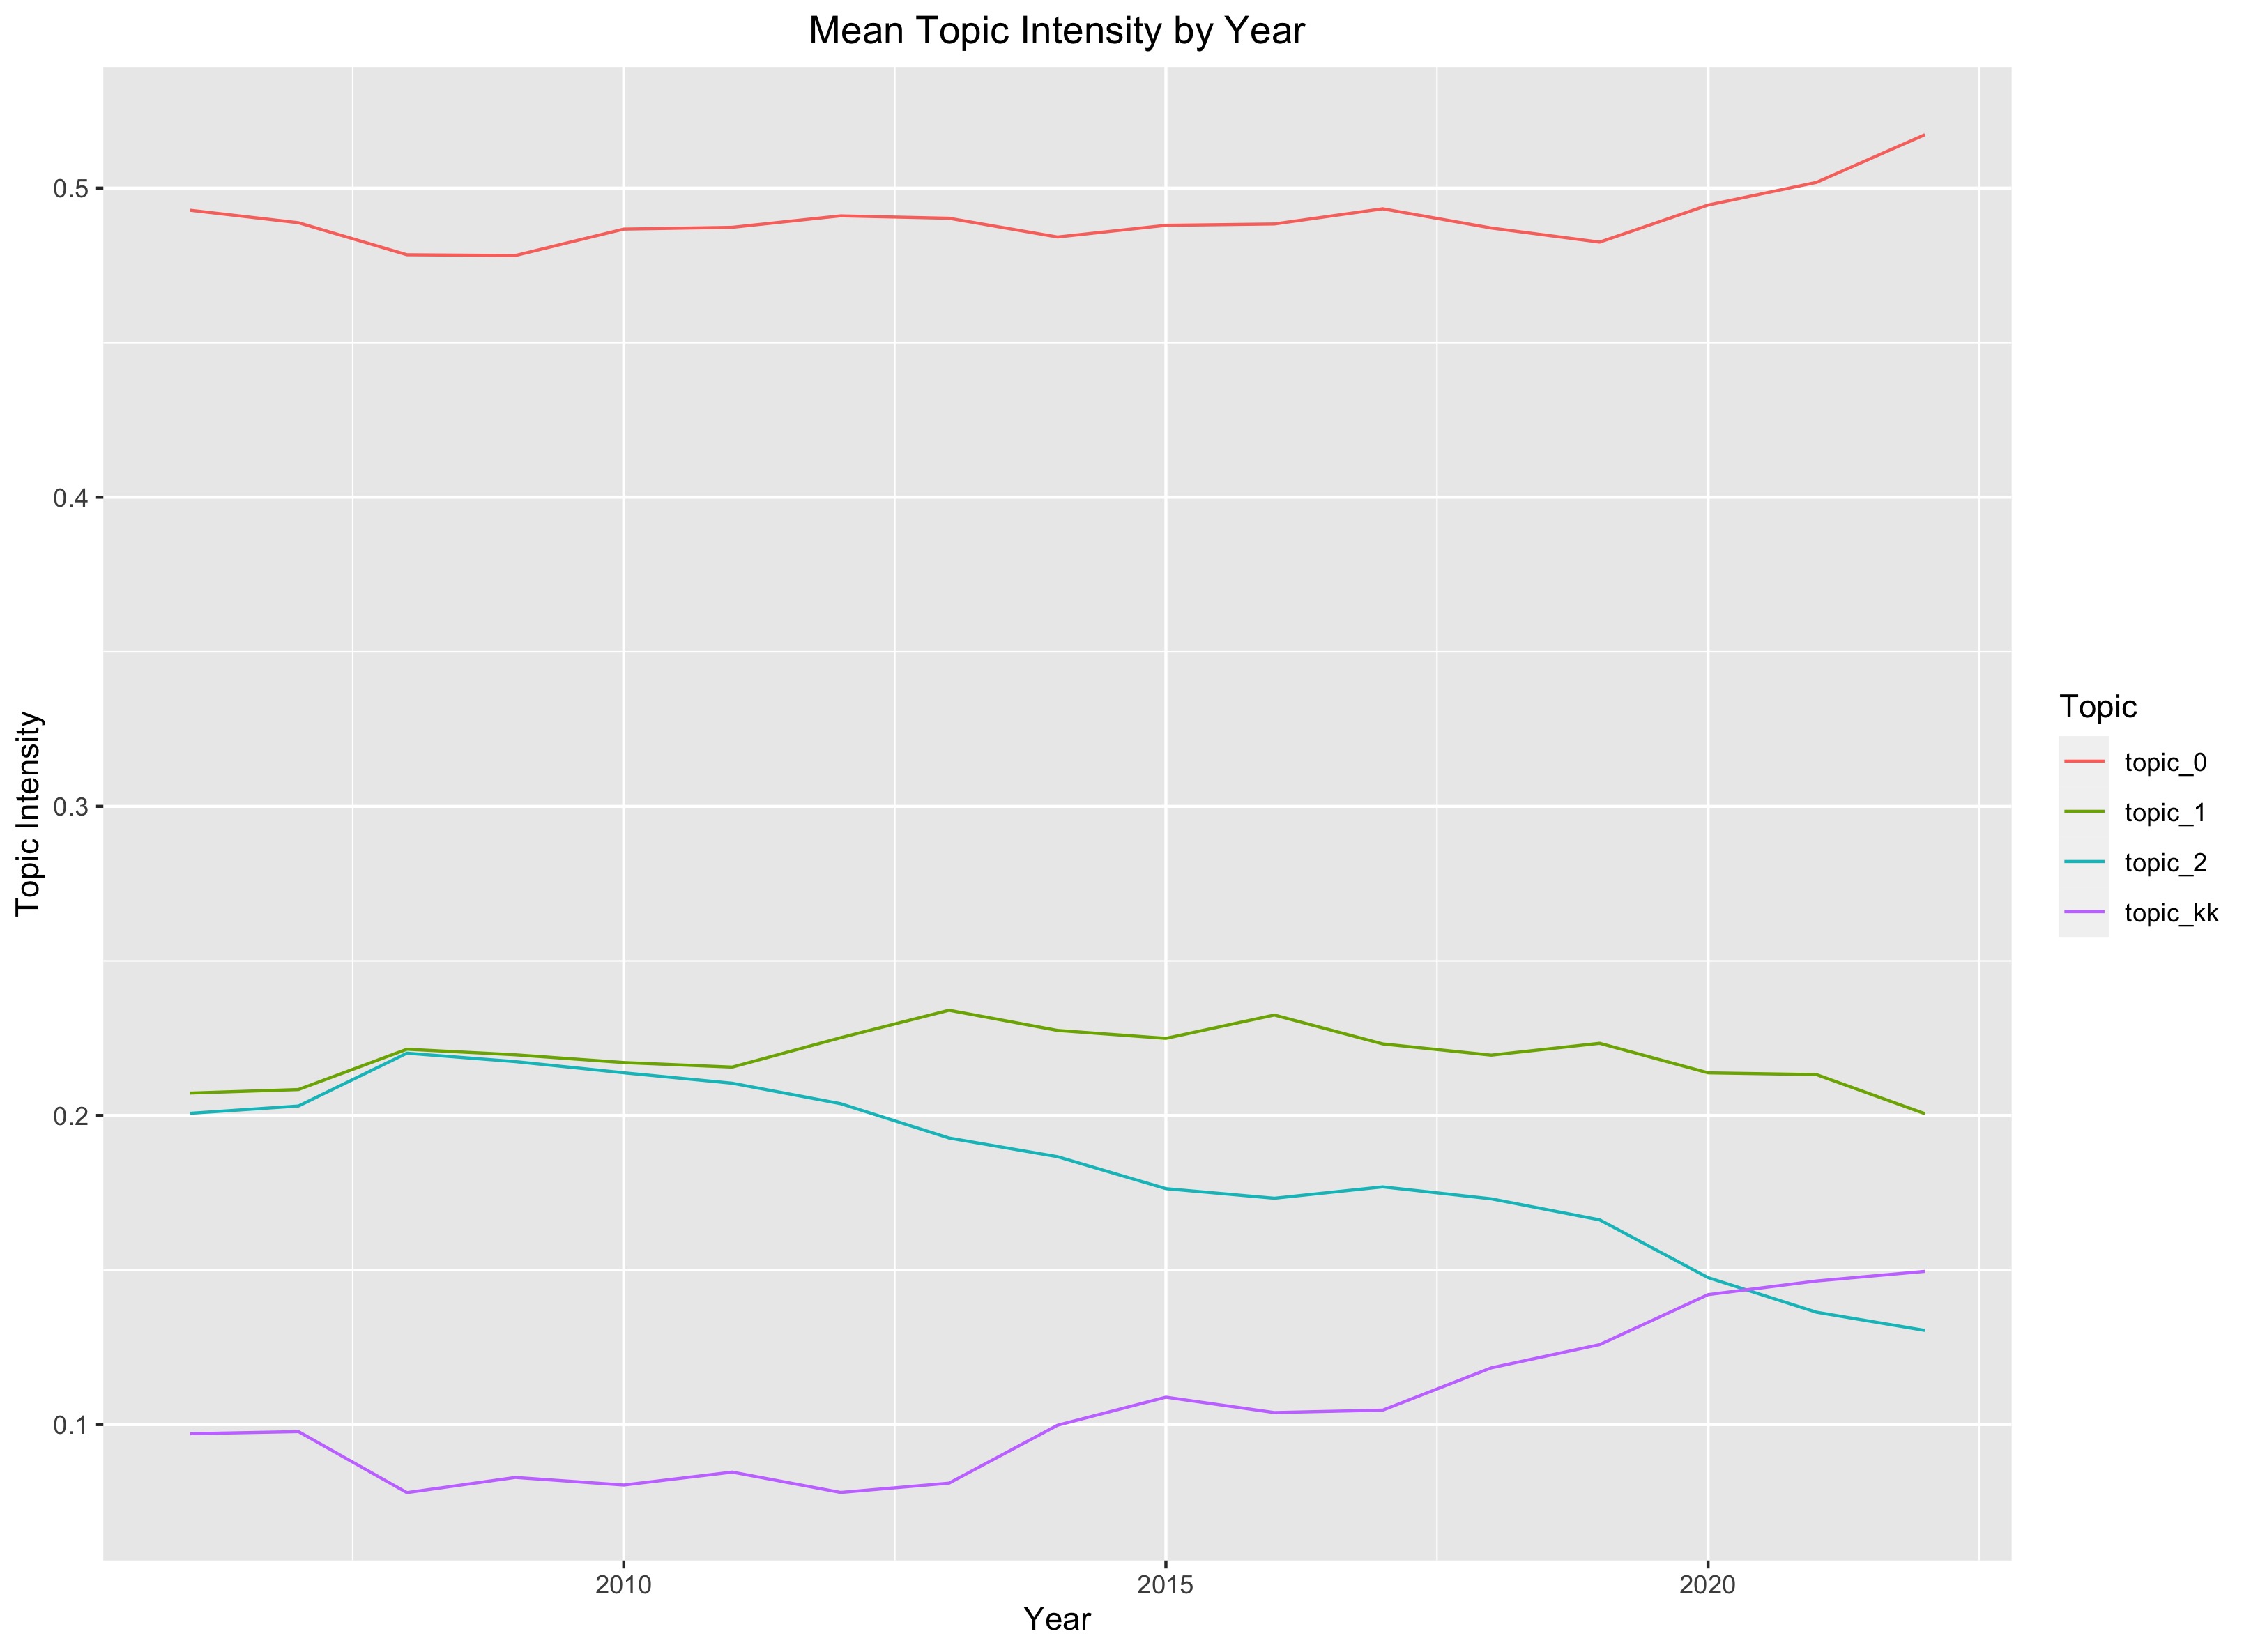 Mean Topic Intensity by Year
0.5
0.4
0.3
0.2
0.1
Topic Intensity
2010
2015
2020
Year
Topic
topic_0
topic_1
topic_2
topic_kk